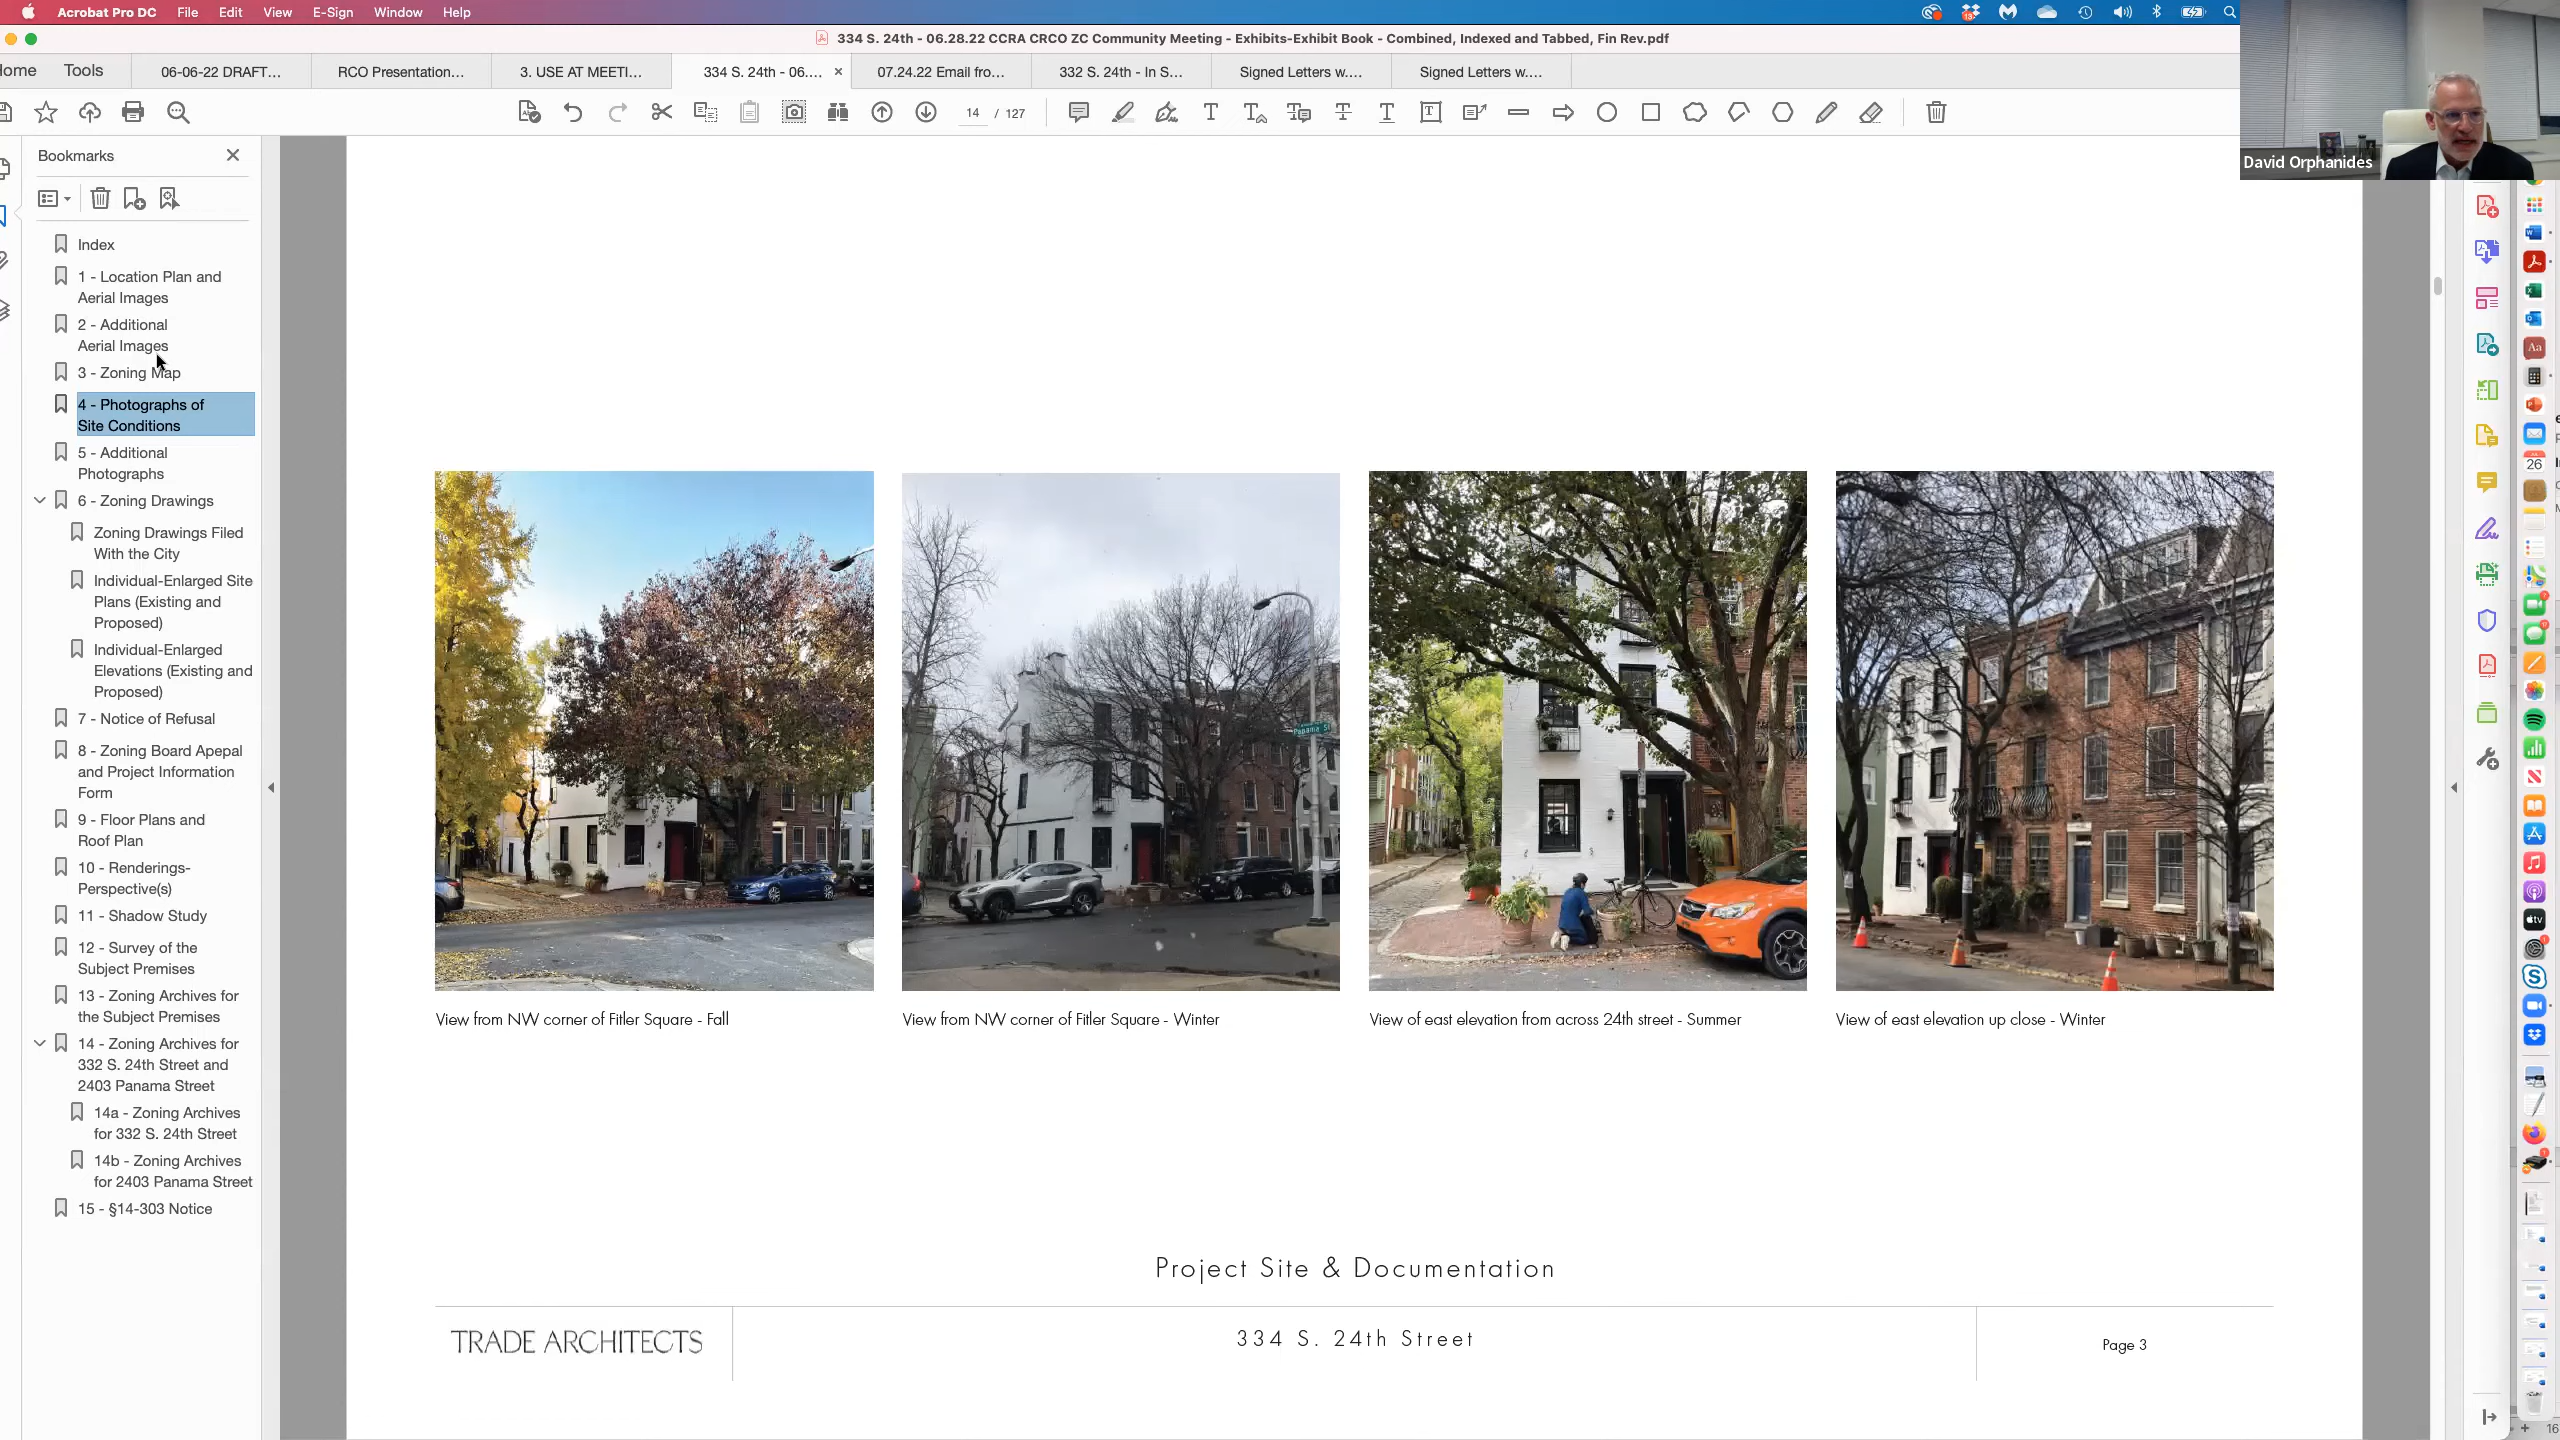 Acrobat Pro DC File Edit View E-Sign Window Help
334 S. 24th - 06.28.22 CCRA CRCO ZC Community Meeting - Exhibits-Exhibit Book - Combined, Indexed and Tabbed, Fin Rev.pdf
Home Tools 06-06-22 DRAFT... RCO Presentation... 3. USE AT MEETI... 334 S. 24th - 06.... × 07.24.22 Email fro... 332 S. 24th - In S... Signed Letters w.... Signed Letters w....
14 / 127
David Orphanides
Bookmarks
Index
1 - Location Plan and
Aerial Images
2 - Additional
Aerial Images
3 - Zoning Map
4 - Photographs of
Site Conditions
5 - Additional
Photographs
6 - Zoning Drawings
Zoning Drawings Filed
With the City
Individual-Enlarged Site
Plans (Existing and
Proposed)
Individual-Enlarged
Elevations (Existing and
Proposed)
7 - Notice of Refusal
8 - Zoning Board Apepal
and Project Information
Form
9 - Floor Plans and
Roof Plan
10 - Renderings-
Perspective(s)
11 - Shadow Study
12 - Survey of the
Subject Premises
13 - Zoning Archives for
the Subject Premises
14 - Zoning Archives for
332 S. 24th Street and
2403 Panama Street
14a - Zoning Archives
for 332 S. 24th Street
14b - Zoning Archives
for 2403 Panama Street
15 - §14-303 Notice
Panama St
View from NW corner of Fitler Square - Fall
View from NW corner of Fitler Square - Winter
View of east elevation from across 24th street - Summer
View of east elevation up close - Winter
Project Site & Documentation
TRADE ARCHITECTS
334 S. 24th Street
Page 3
Aa
26
tv
16